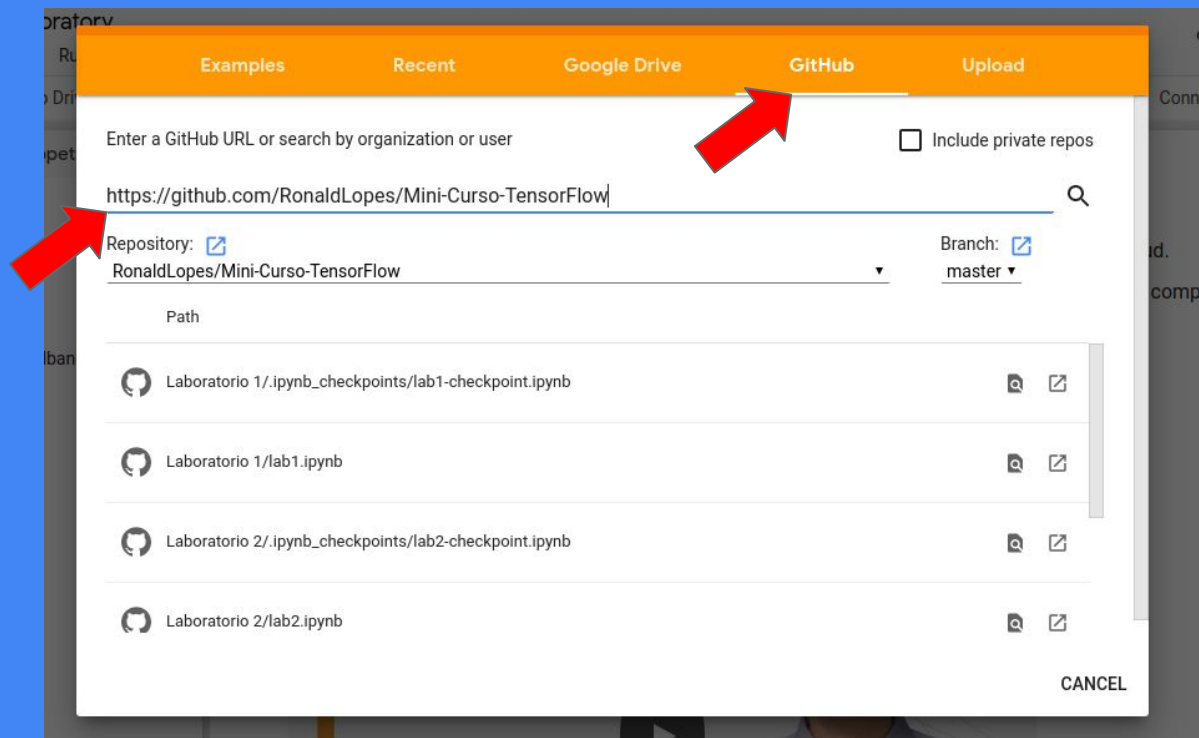 Examples Recent Google Drive GitHub Upload
Enter a GitHub URL or search by organization or user
Include private repos
https://github.com/RonaldLopes/Mini-Curso-TensorFlow
Repository:
Branch:
RonaldLopes/Mini-Curso-TensorFlow
master
Path
Laboratorio 1/.ipynb_checkpoints/lab1-checkpoint.ipynb
Laboratorio 1/lab1.ipynb
Laboratorio 2/.ipynb_checkpoints/lab2-checkpoint.ipynb
Laboratorio 2/lab2.ipynb
CANCEL